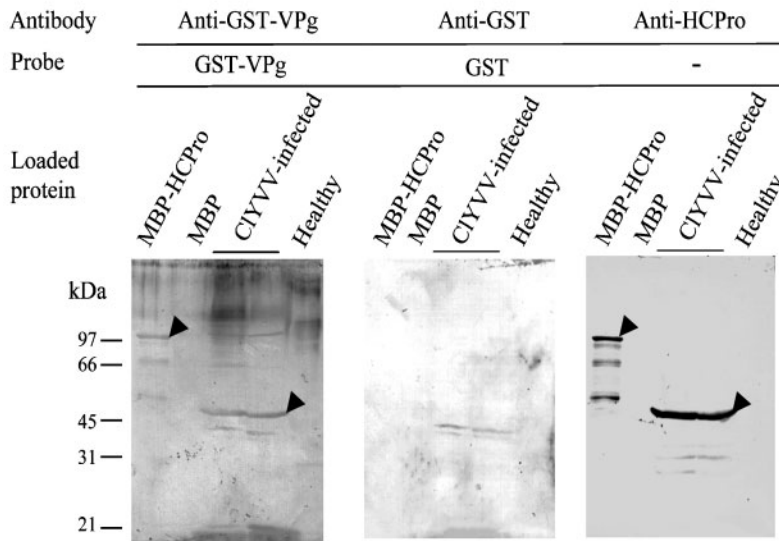 Antibody Anti-GST-VPg Anti-GST Anti-HCPro
Probe GST-VPg GST -
Loaded protein
MBP-HCPro MBP ClYVV-infected Healthy
MBP-HCPro MBP ClYVV-infected Healthy
MBP-HCPro MBP ClYVV-infected Healthy
kDa
97
66
45
31
21